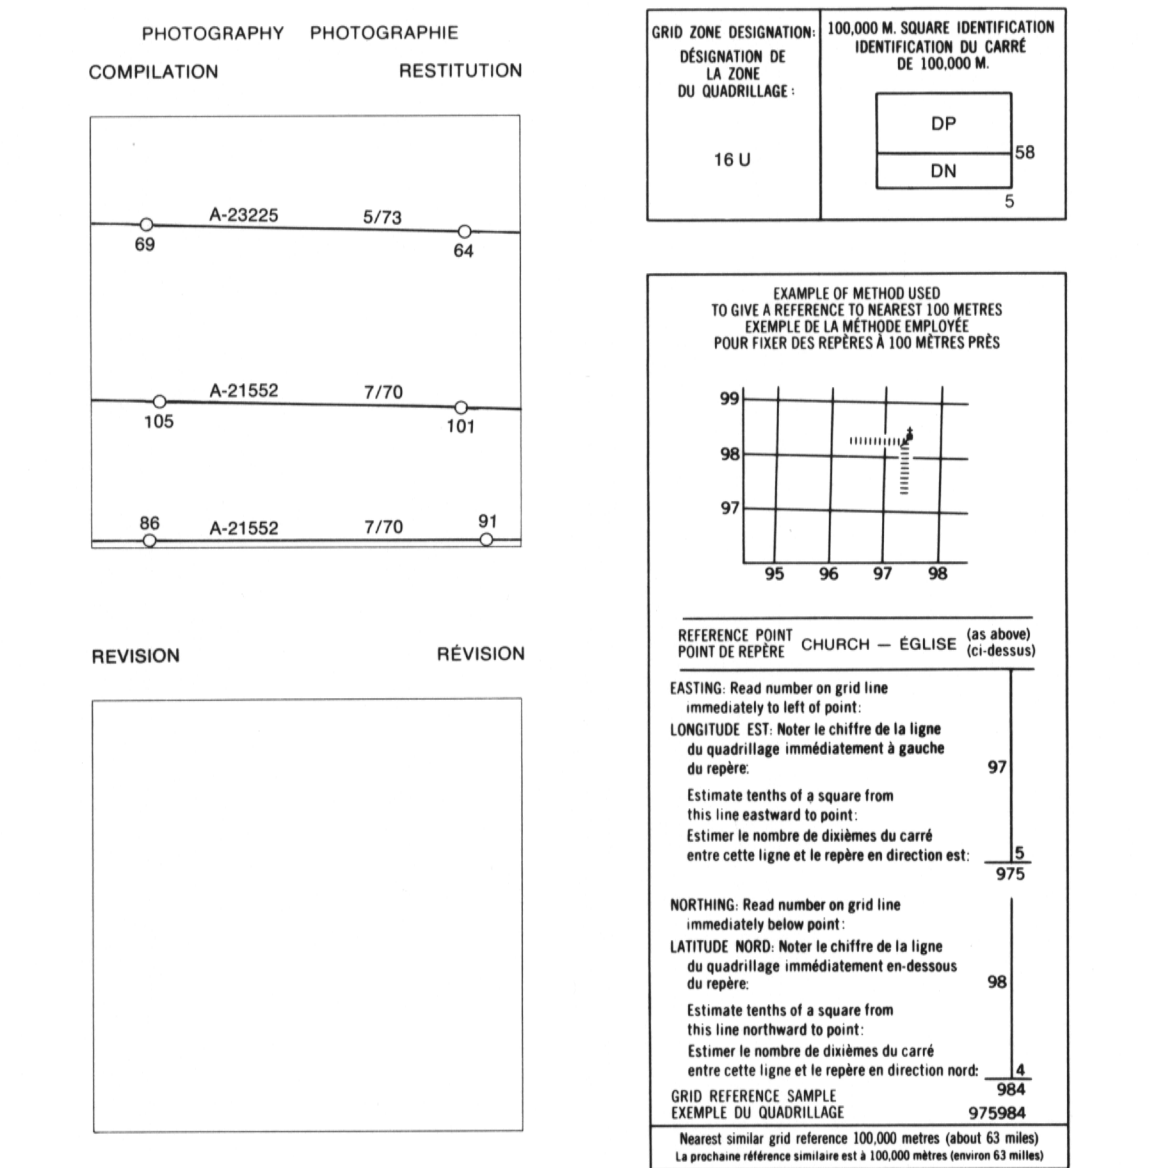 PHOTOGRAPHY PHOTOGRAPHIE
COMPILATION RESTITUTION
A-23225 5/73
69 64
A-21552 7/70
105 101
86 A-21552 7/70 91
REVISION RÉVISION
GRID ZONE DESIGNATION:
DÉSIGNATION DE
LA ZONE
DU QUADRILLAGE :
16 U
100,000 M. SQUARE IDENTIFICATION
IDENTIFICATION DU CARRÉ
DE 100,000 M.
DP
58
DN
5
EXAMPLE OF METHOD USED
TO GIVE A REFERENCE TO NEAREST 100 METRES
EXEMPLE DE LA MÉTHODE EMPLOYÉE
POUR FIXER DES REPÈRES À 100 MÈTRES PRÈS
99
98
97
95 96 97 98
REFERENCE POINT
POINT DE REPÈRE
CHURCH — ÉGLISE
(as above)
(ci-dessus)
EASTING: Read number on grid line
immediately to left of point:
LONGITUDE EST: Noter le chiffre de la ligne
du quadrillage immédiatement à gauche
du repère: 97
Estimate tenths of a square from
this line eastward to point:
Estimer le nombre de dixièmes du carré
entre cette ligne et le repère en direction est: 5
975
NORTHING: Read number on grid line
immediately below point:
LATITUDE NORD: Noter le chiffre de la ligne
du quadrillage immédiatement en-dessous
du repère: 98
Estimate tenths of a square from
this line northward to point:
Estimer le nombre de dixièmes du carré
entre cette ligne et le repère en direction nord: 4
984
GRID REFERENCE SAMPLE
EXEMPLE DU QUADRILLAGE 975984
Nearest similar grid reference 100,000 metres (about 63 miles)
La prochaine référence similaire est à 100,000 mètres (environ 63 milles)